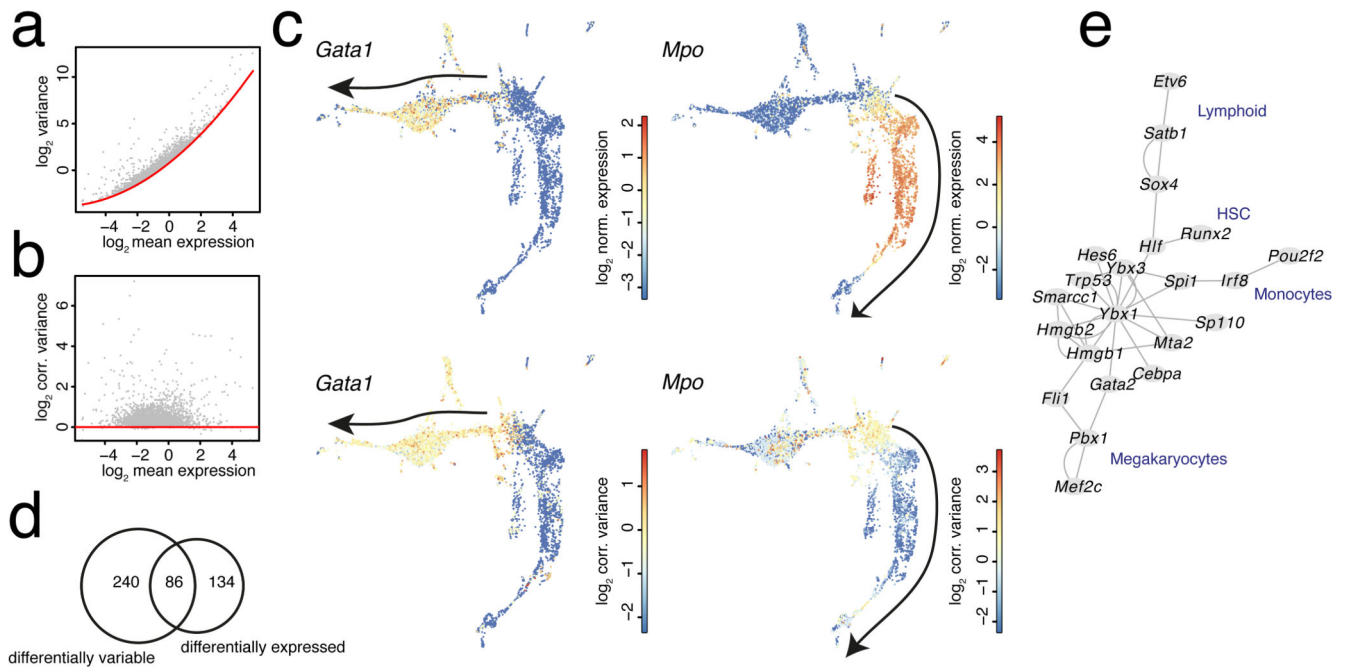 a
10
5
0
log2 variance
−4
−2
0
2
4
log2 mean expression
b
6
4
2
0
log2 corr. variance
−4
−2
0
2
4
log2 mean expression
d
240
86
134
differentially variable
differentially expressed
c
Gata1
2
1
0
−1
−2
−3
log2 norm. expression
Mpo
4
2
0
−2
log2 norm. expression
Gata1
1
0
−1
−2
log2 corr. variance
Mpo
3
2
1
0
−1
−2
log2 corr. variance
e
Etv6
Lymphoid
Satb1
Sox4
HSC
Runx2
Hlf
Hes6
Ybx3
Pou2f2
Trp53
Spi1
Irf8
Smarcc1
Monocytes
Ybx1
Sp110
Hmgb2
Mta2
Hmgb1
Cebpa
Gata2
Fli1
Pbx1
Megakaryocytes
Mef2c